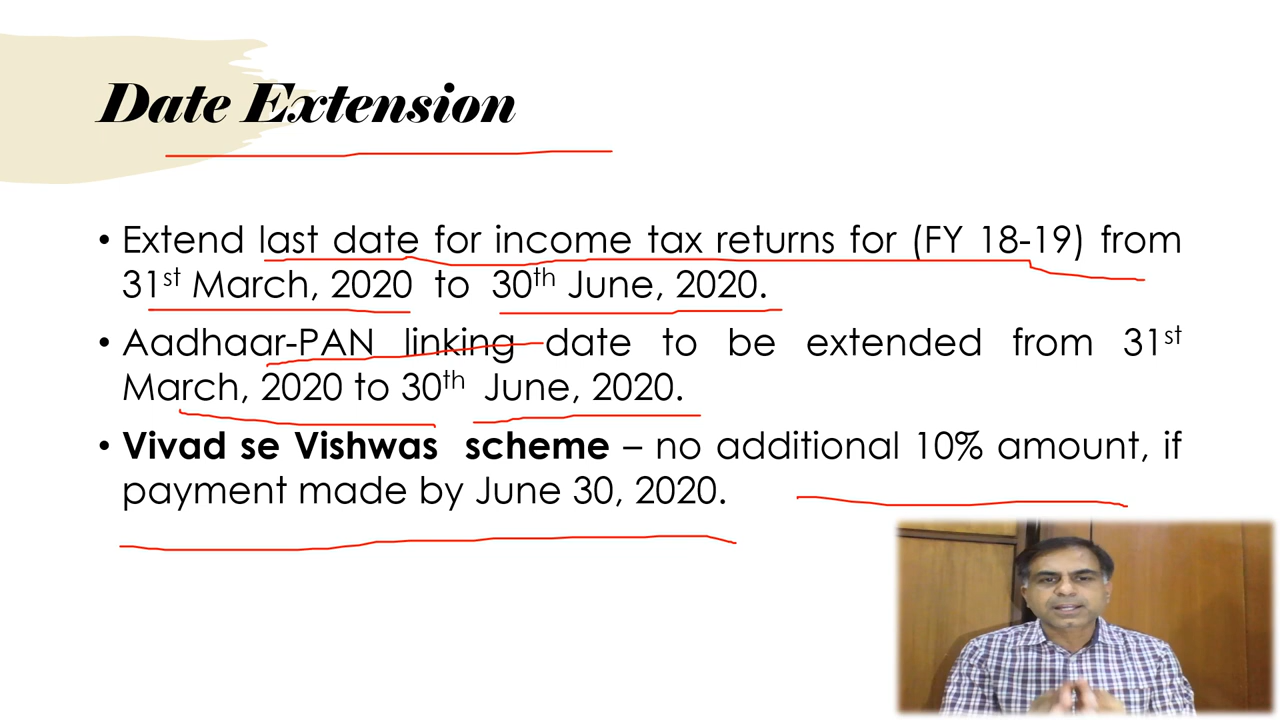 Date Extension
• Extend last date for income tax returns for (FY 18-19) from
31st March, 2020 to 30th June, 2020.
• Aadhaar-PAN linking date to be extended from 31st
March, 2020 to 30th June, 2020.
• Vivad se Vishwas scheme – no additional 10% amount, if
payment made by June 30, 2020.